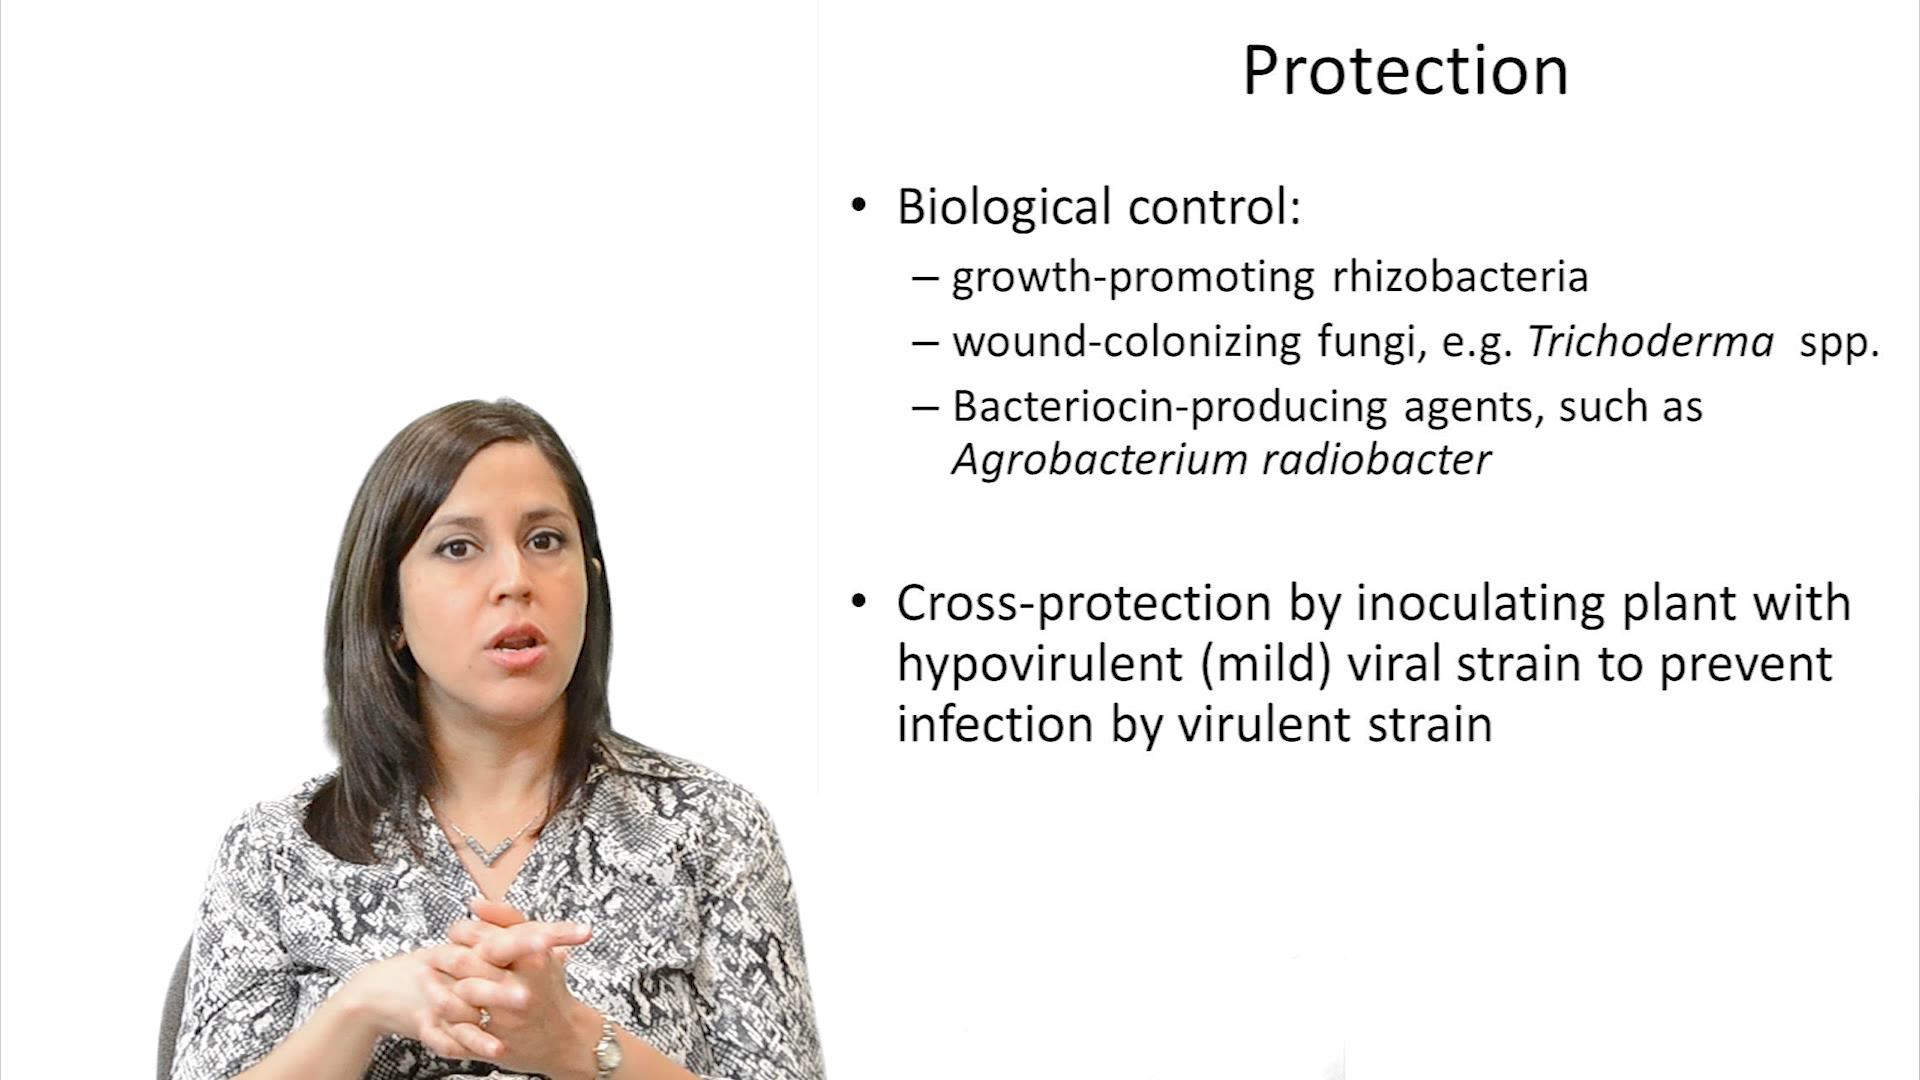 Protection
• Biological control:
– growth-promoting rhizobacteria
– wound-colonizing fungi, e.g. Trichoderma spp.
– Bacteriocin-producing agents, such as
Agrobacterium radiobacter
• Cross-protection by inoculating plant with
hypovirulent (mild) viral strain to prevent
infection by virulent strain